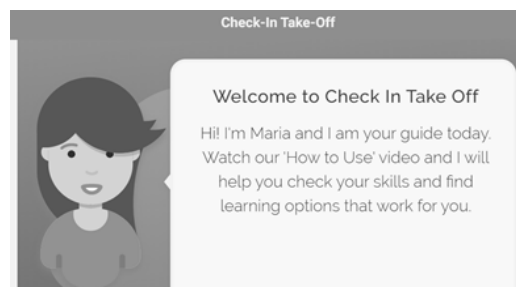 Check-In Take-Off
Welcome to Check In Take Off
Hi! I'm Maria and I am your guide today.
Watch our 'How to Use' video and I will
help you check your skills and find
learning options that work for you.